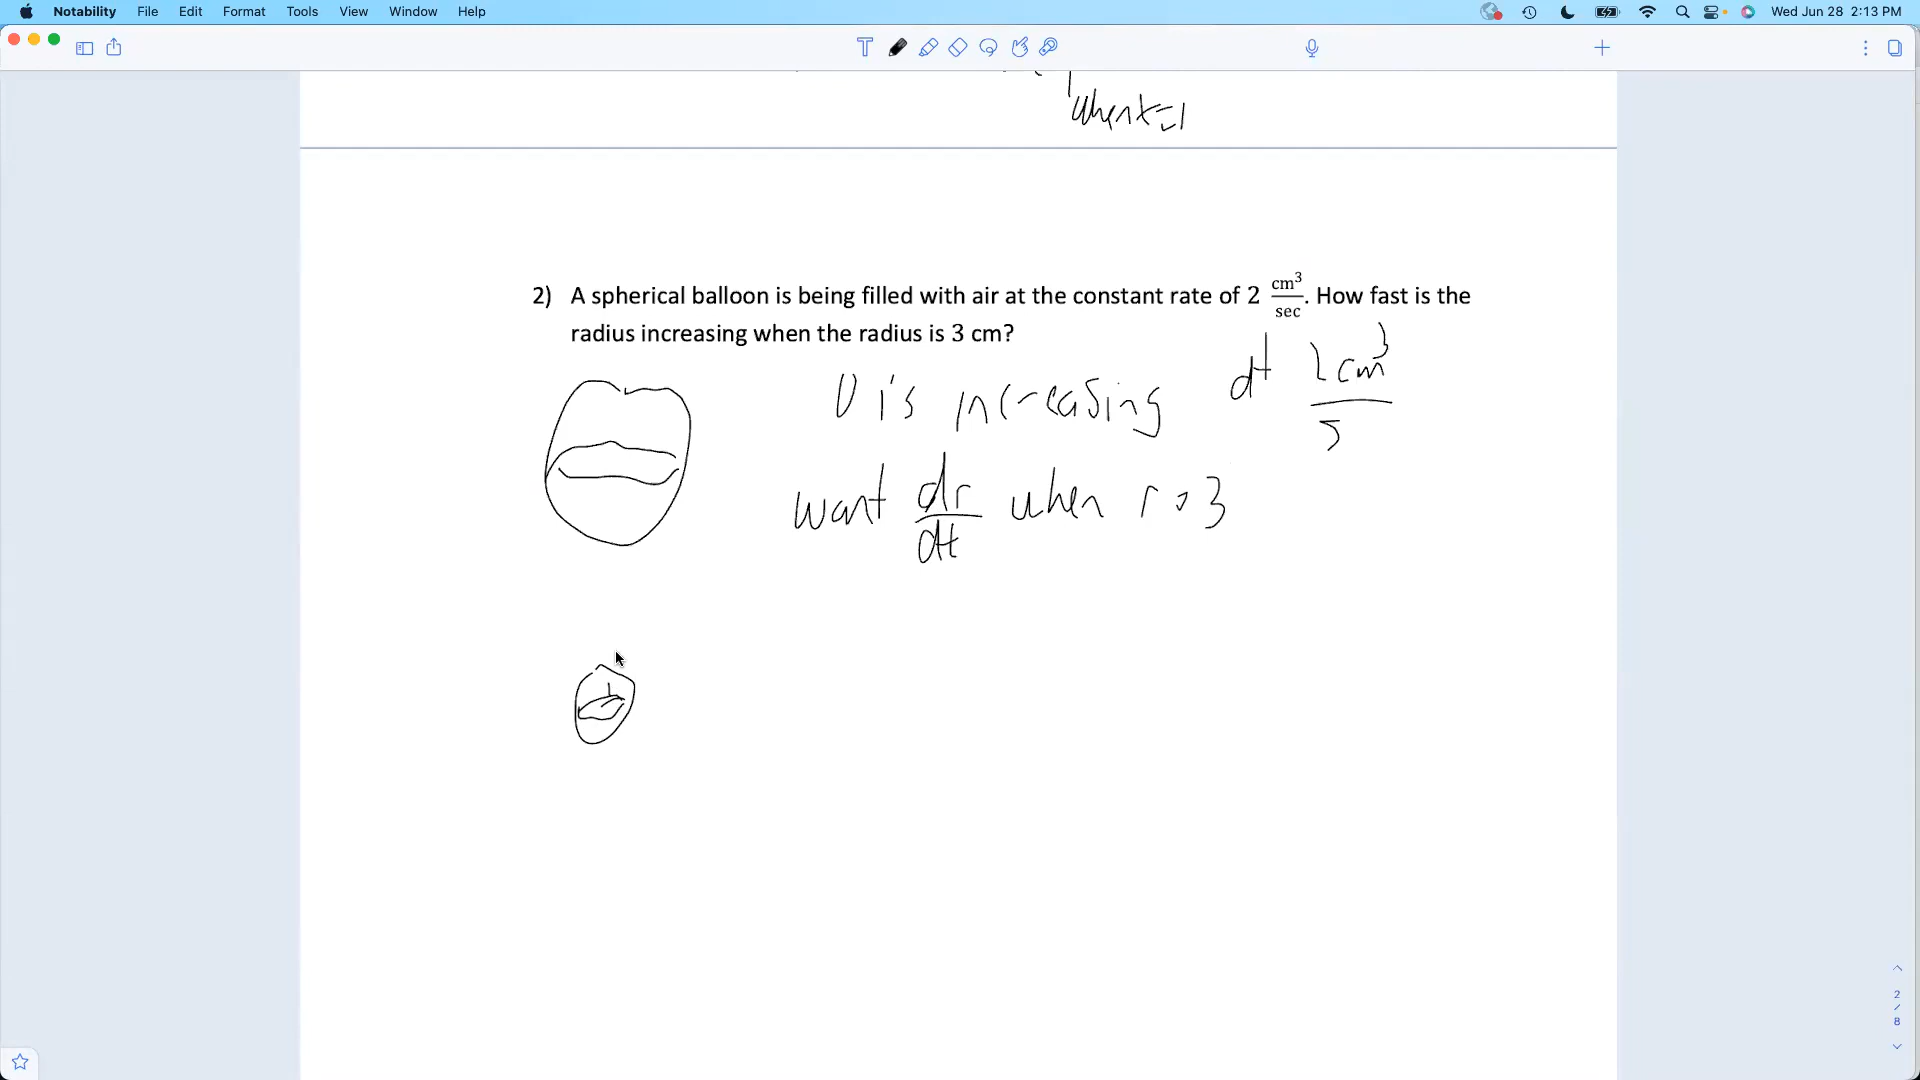 Notability File Edit Format Tools View Window Help Wed Jun 28 2:13 PM
when t=1
2) A spherical balloon is being filled with air at the constant rate of 2 cm³/sec. How fast is the
radius increasing when the radius is 3 cm?
V is increasing at 2cm³/s
want dr/dt when r = 3
2
/
8